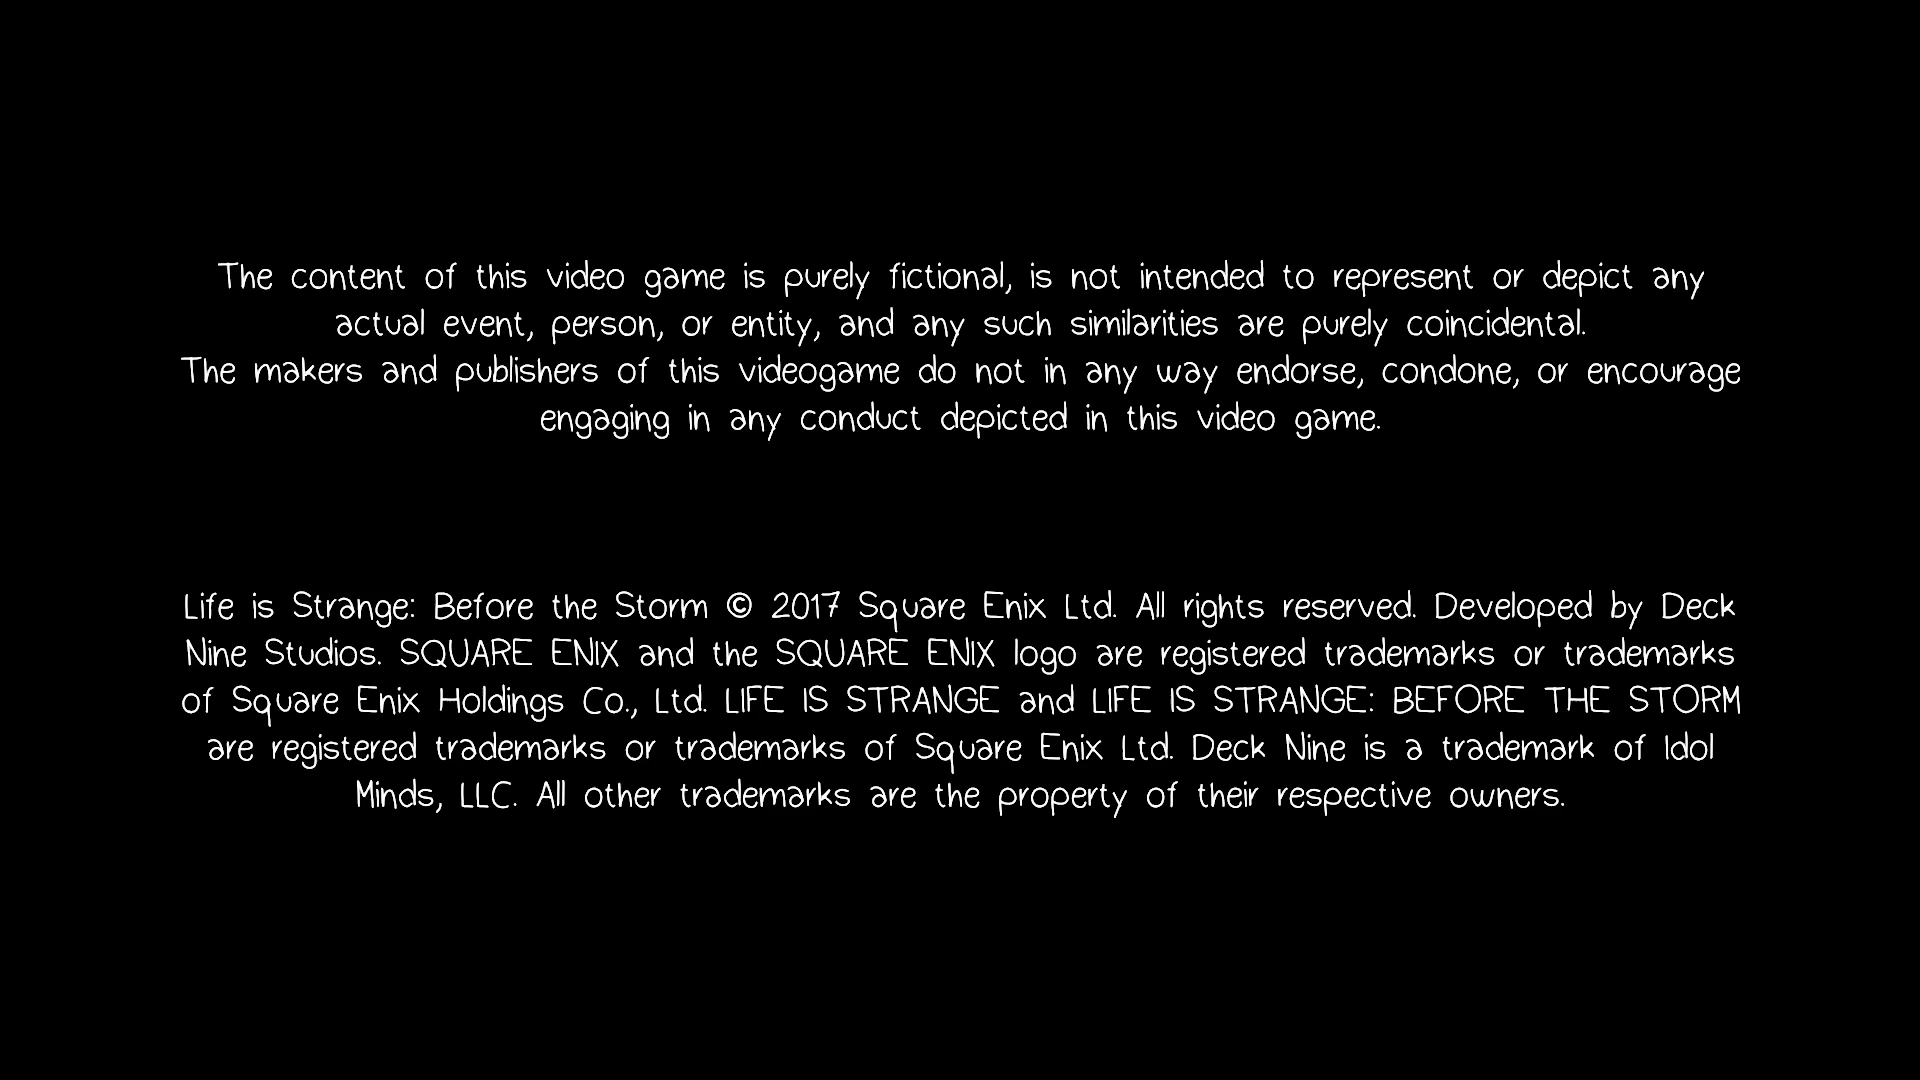 The content of this video game is purely fictional, is not intended to represent or depict any
actual event, person, or entity, and any such similarities are purely coincidental.
The makers and publishers of this videogame do not in any way endorse, condone, or encourage
engaging in any conduct depicted in this video game.
Life is Strange: Before the Storm © 2017 Square Enix Ltd. All rights reserved. Developed by Deck
Nine Studios. SQUARE ENIX and the SQUARE ENIX logo are registered trademarks or trademarks
of Square Enix Holdings Co., Ltd. LIFE IS STRANGE and LIFE IS STRANGE: BEFORE THE STORM
are registered trademarks or trademarks of Square Enix Ltd. Deck Nine is a trademark of Idol
Minds, LLC. All other trademarks are the property of their respective owners.